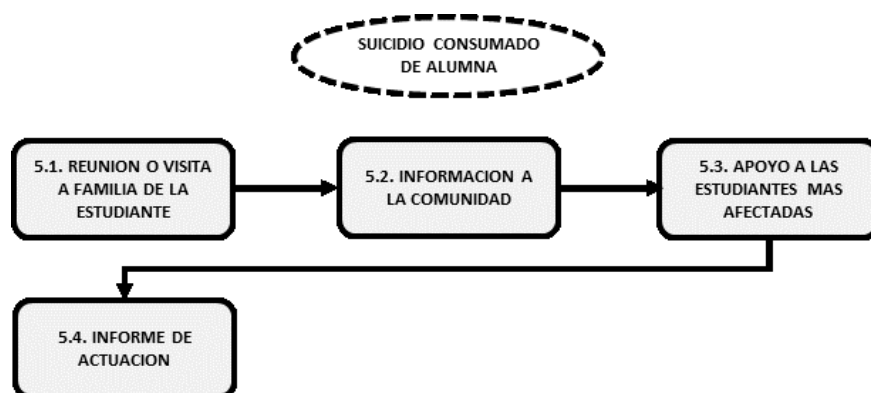 SUICIDIO CONSUMADO
DE ALUMNA
5.1. REUNION O VISITA
A FAMILIA DE LA
ESTUDIANTE
5.2. INFORMACION A
LA COMUNIDAD
5.3. APOYO A LAS
ESTUDIANTES MAS
AFECTADAS
5.4. INFORME DE
ACTUACION